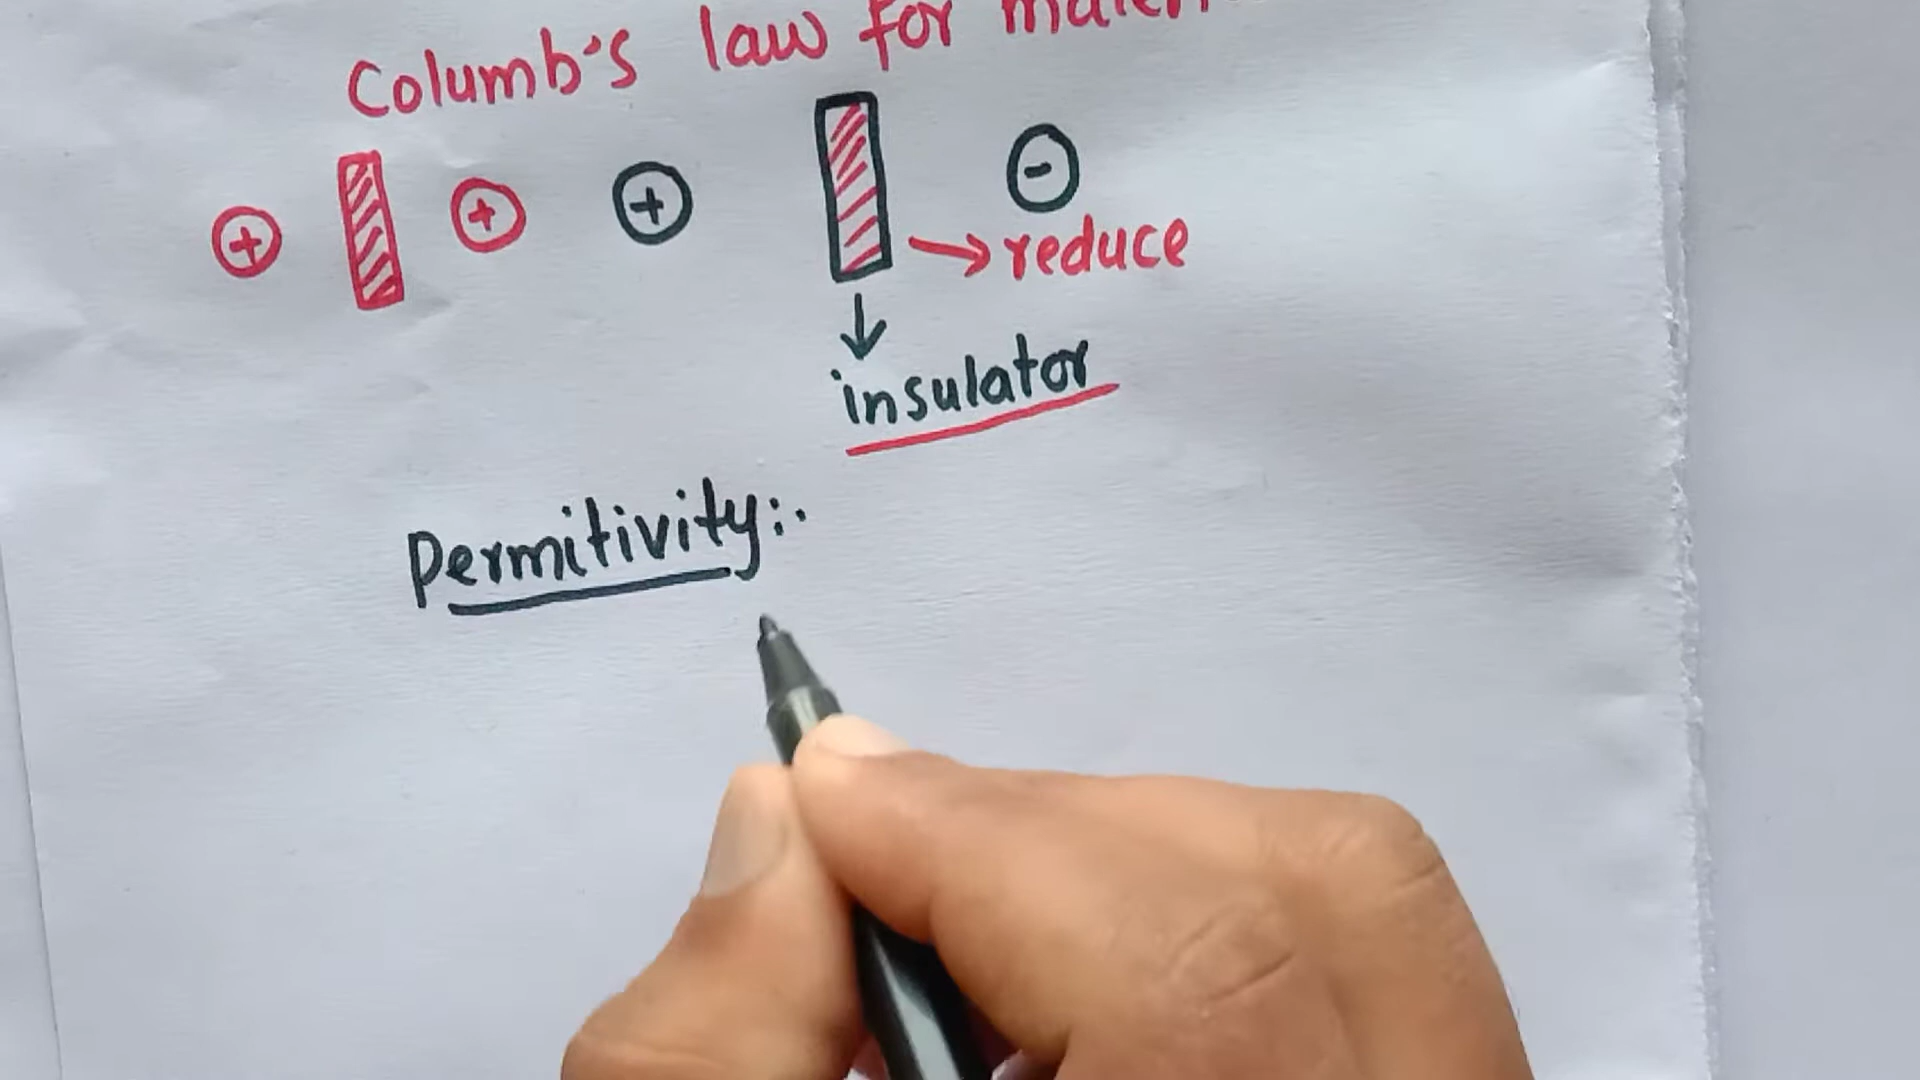 Columb's law for
+ + + -
→ reduce
insulator
Permitivity:.